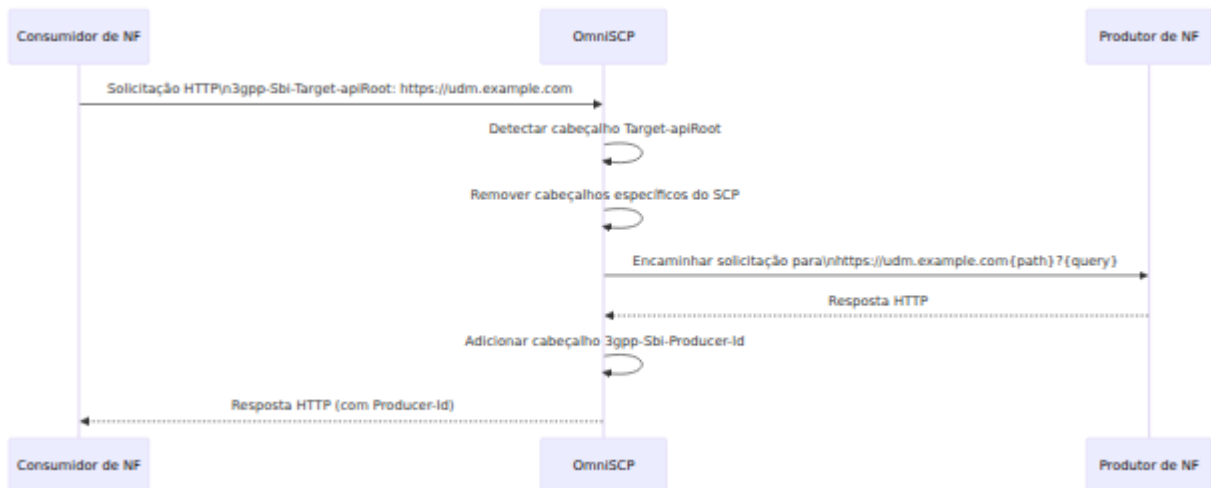 Consumidor de NF
OmniSCP
Produtor de NF
Solicitação HTTP\n3gpp-Sbi-Target-apiRoot: https://udm.example.com
Detectar cabeçalho Target-apiRoot
Remover cabeçalhos específicos do SCP
Encaminhar solicitação para\nhttps://udm.example.com{path}?{query}
Resposta HTTP
Adicionar cabeçalho 3gpp-Sbi-Producer-Id
Resposta HTTP (com Producer-Id)
Consumidor de NF
OmniSCP
Produtor de NF